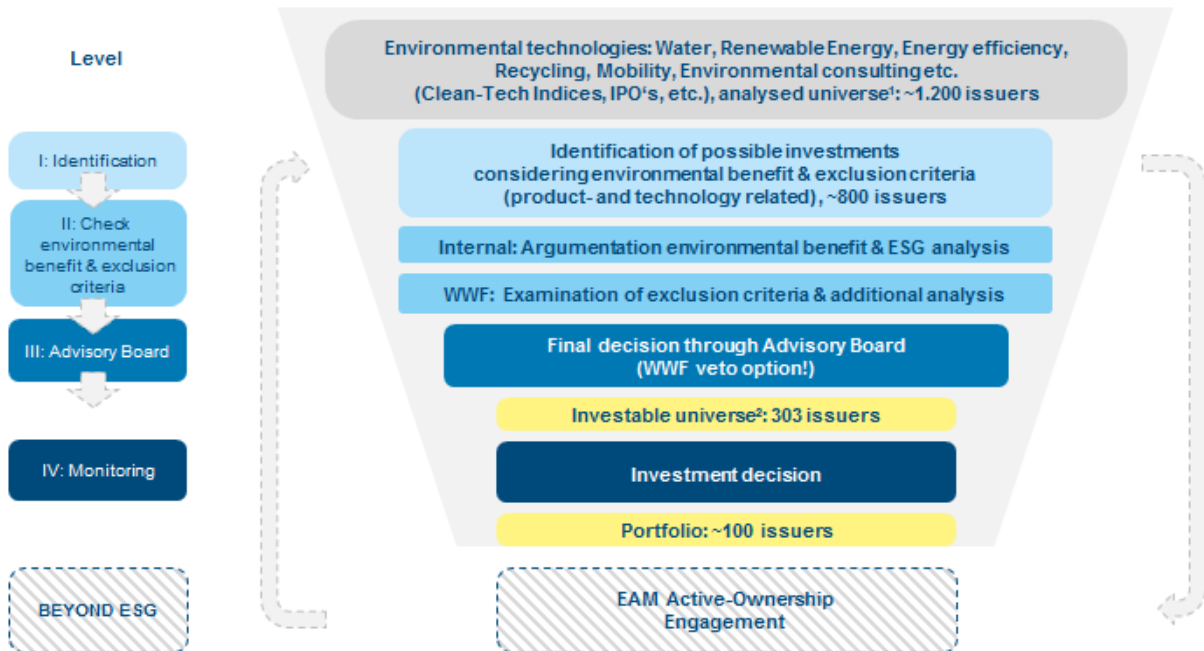 Level
Environmental technologies: Water, Renewable Energy, Energy efficiency,
Recycling, Mobility, Environmental consulting etc.
(Clean-Tech Indices, IPO‘s, etc.), analysed universe¹: ~1.200 issuers
I: Identification
Identification of possible investments
considering environmental benefit & exclusion criteria
(product- and technology related), ~800 issuers
II: Check
environmental
benefit & exclusion
criteria
Internal: Argumentation environmental benefit & ESG analysis
WWF: Examination of exclusion criteria & additional analysis
III: Advisory Board
Final decision through Advisory Board
(WWF veto option!)
Investable universe²: 303 issuers
IV: Monitoring
Investment decision
Portfolio: ~100 issuers
BEYOND ESG
EAM Active-Ownership
Engagement